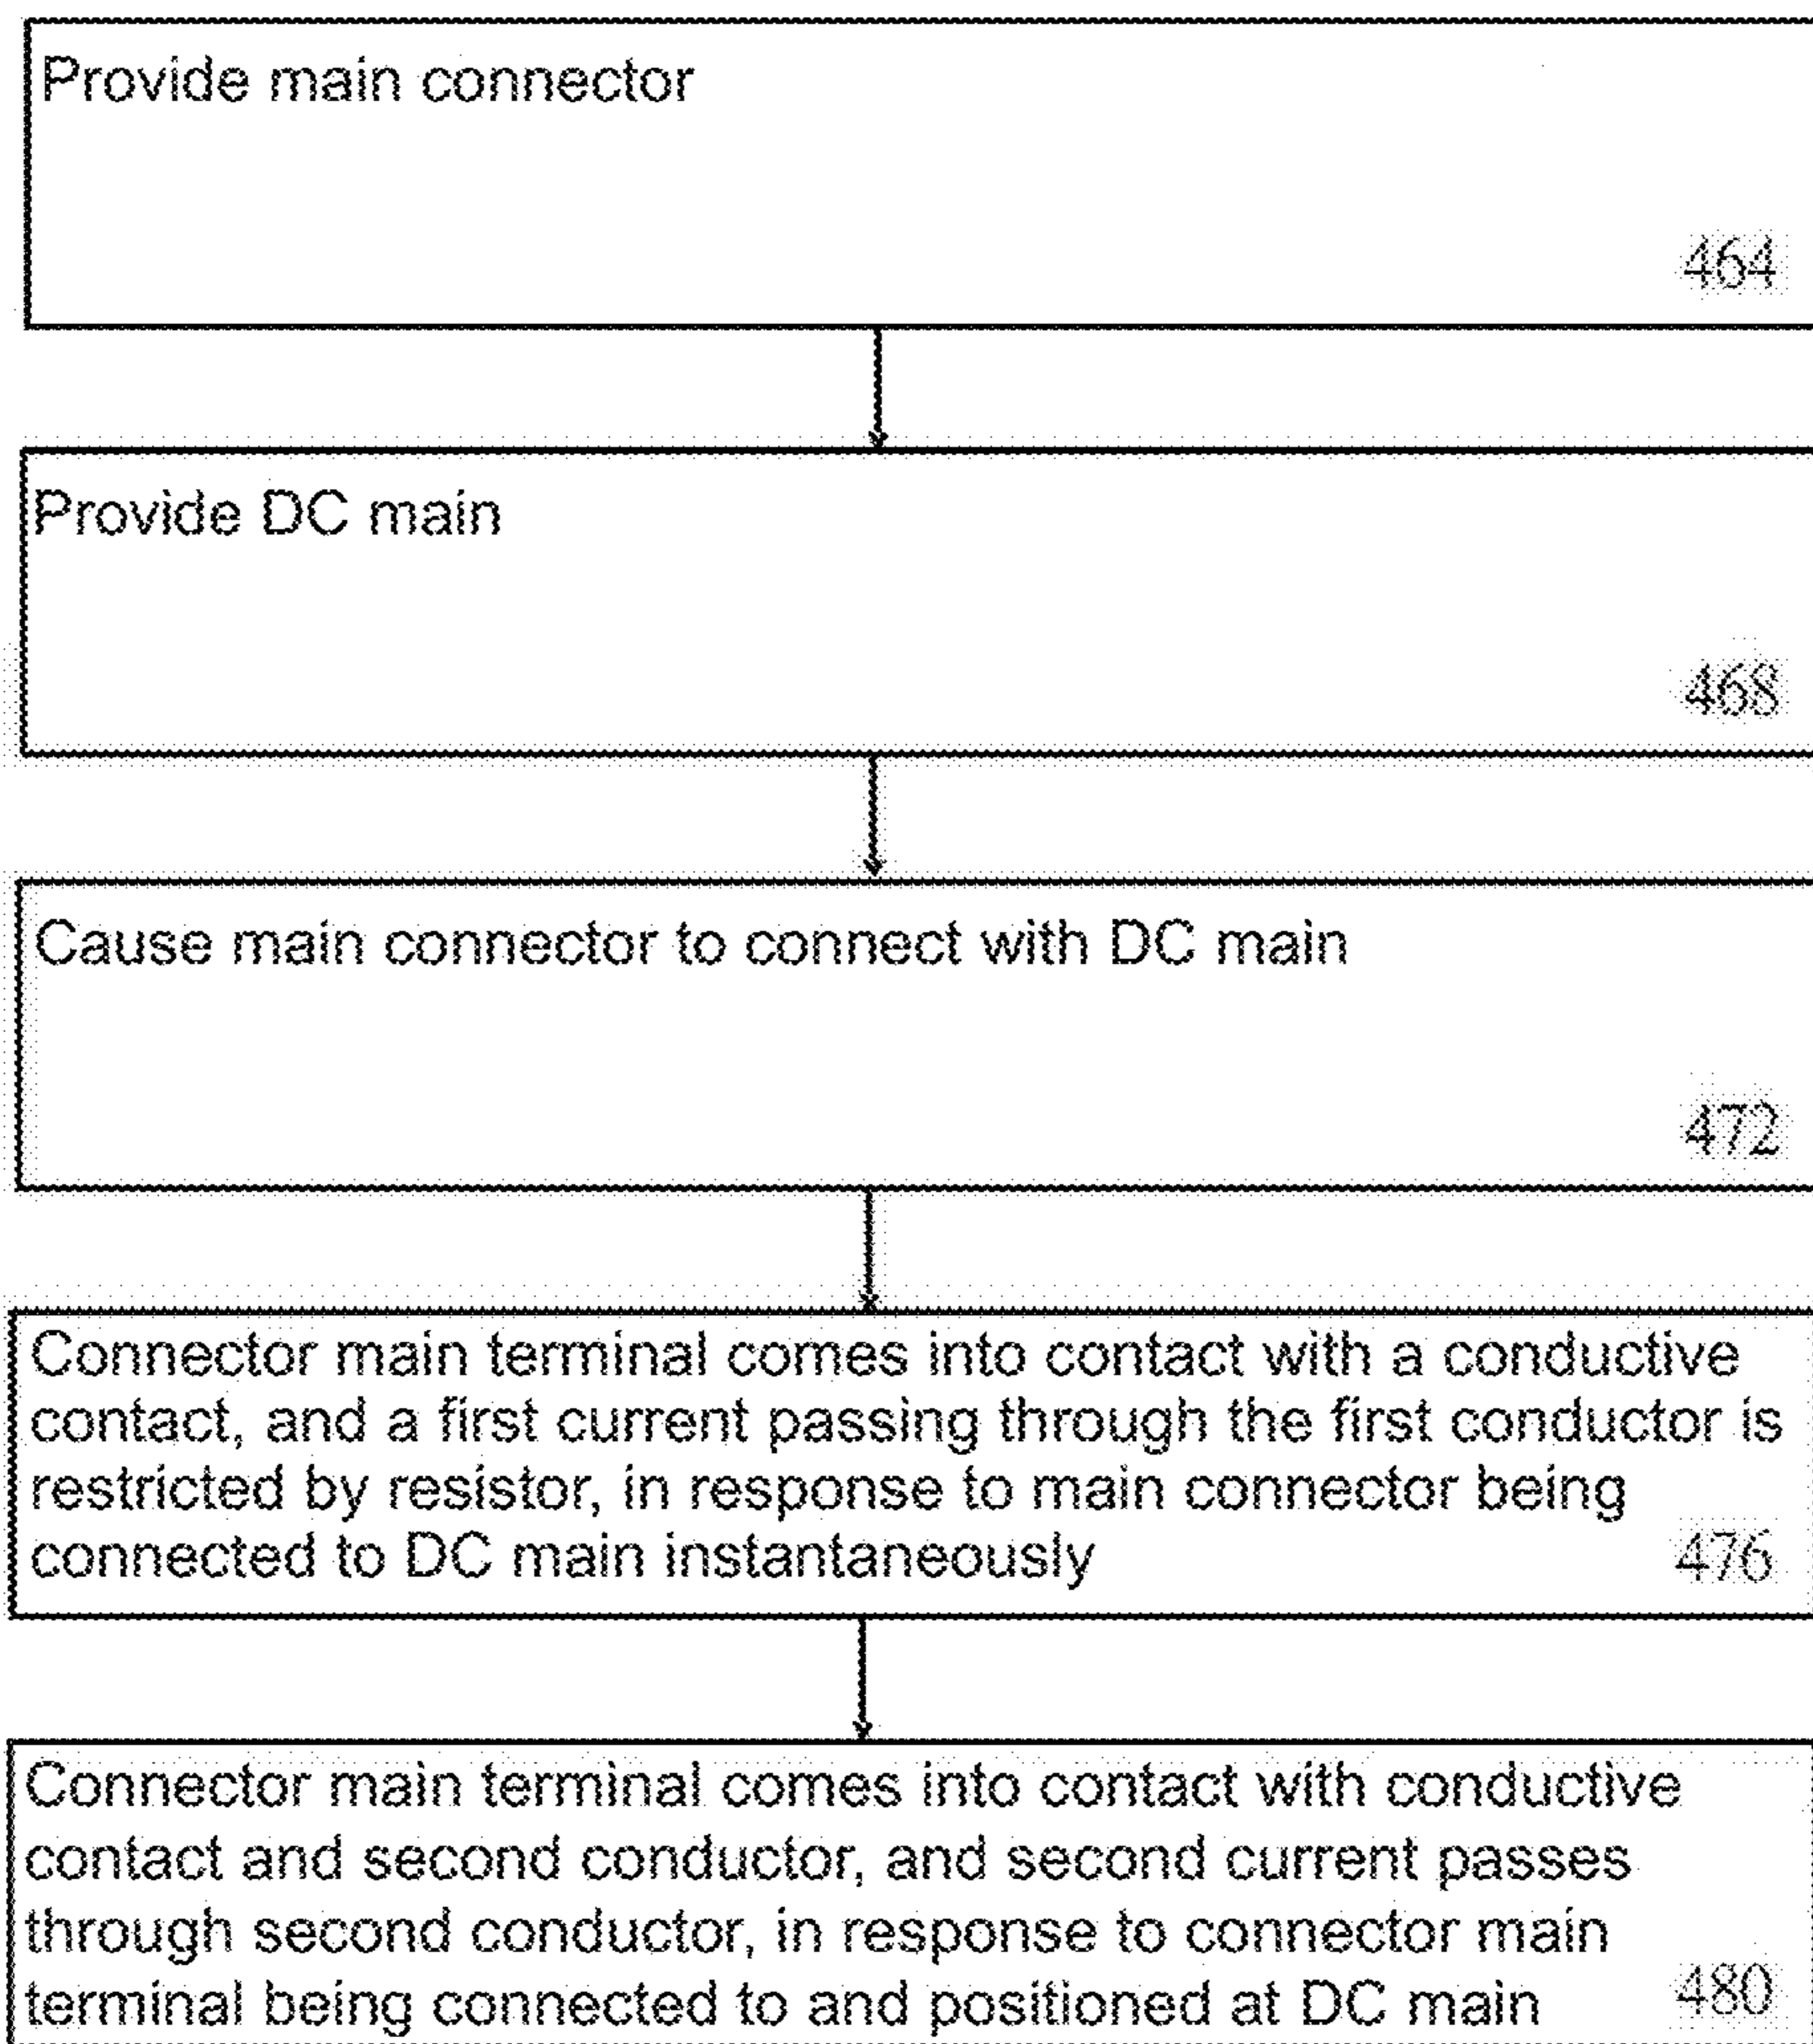 Provide main connector
464
Provide DC main
468
Cause main connector to connect with DC main
472
Connector main terminal comes into contact with a conductive
contact, and a first current passing through the first conductor is
restricted by resistor, in response to main connector being
connected to DC main instantaneously 476
Connector main terminal comes into contact with conductive
contact and second conductor, and second current passes
through second conductor, in response to connector main
terminal being connected to and positioned at DC main 480